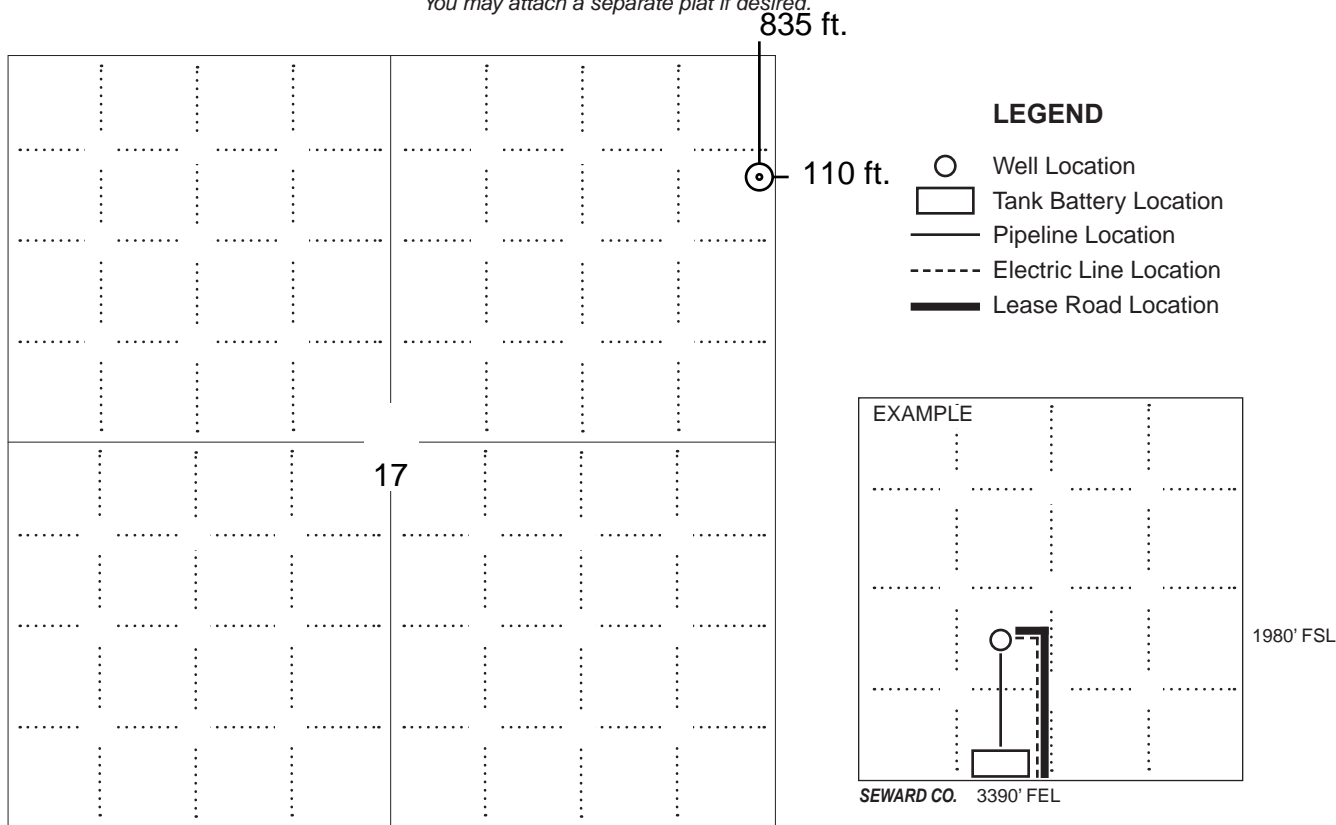 You may attach a separate plat if desired.
835 ft.
110 ft.
17
LEGEND
Well Location
Tank Battery Location
Pipeline Location
Electric Line Location
Lease Road Location
EXAMPLE
1980' FSL
SEWARD CO. 3390' FEL